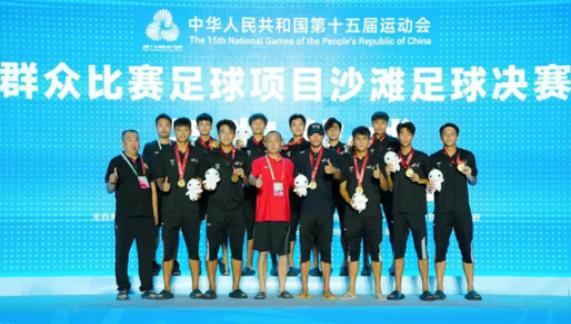 中华人民共和国第十五届运动会
The 15th National Games of the People's Republic of China
群众比赛足球项目沙滩足球决赛